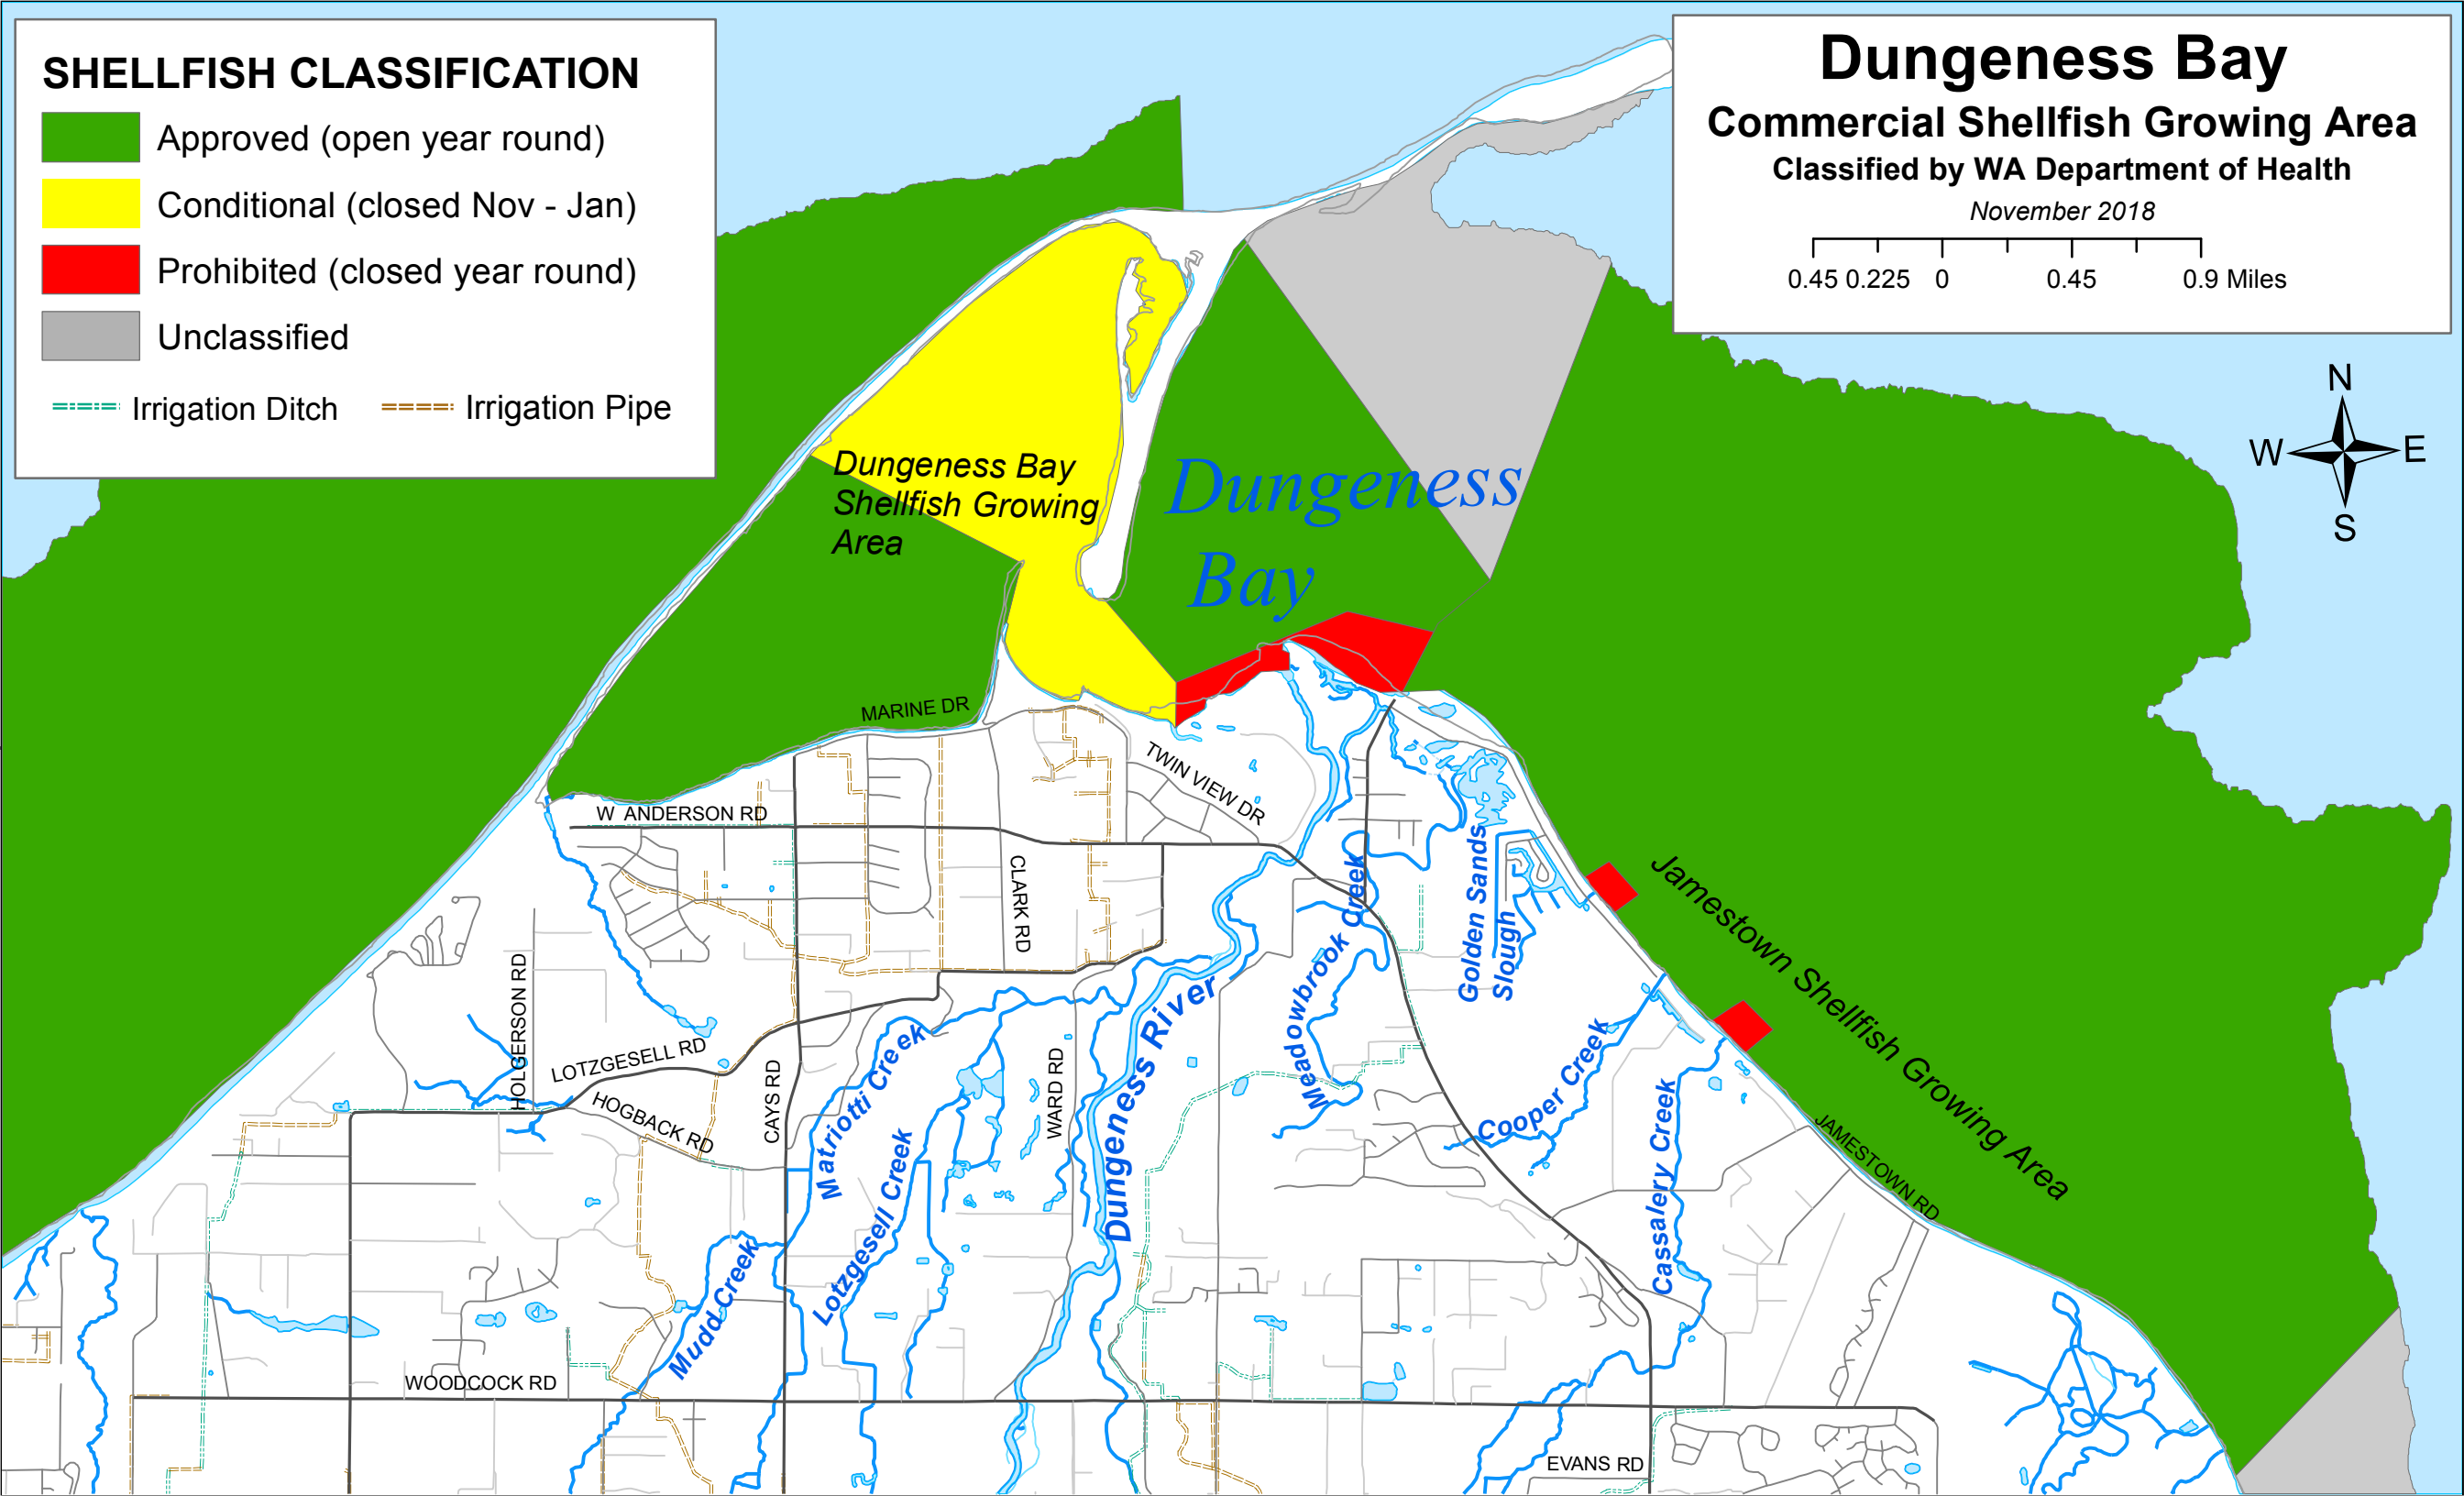 SHELLFISH CLASSIFICATION
Approved (open year round)
Conditional (closed Nov - Jan)
Prohibited (closed year round)
Unclassified
Irrigation Ditch
Irrigation Pipe
Dungeness Bay
Commercial Shellfish Growing Area
Classified by WA Department of Health
November 2018
0.45 0.225 0 0.45 0.9 Miles
N
W E
S
Dungeness Bay
Shellfish Growing
Area
Dungeness
Bay
MARINE DR
TWIN VIEW DR
W ANDERSON RD
CLARK RD
HOLGERSON RD
LOTZGESELL RD
HOGBACK RD
CAYS RD
WARD RD
Matriotti Creek
Lotzgesell Creek
Mudd Creek
Dungeness River
Meadowbrook Creek
Golden Sands
Slough
Cooper Creek
Cassalery Creek
Jamestown Shellfish Growing Area
JAMESTOWN RD
WOODCOCK RD
EVANS RD